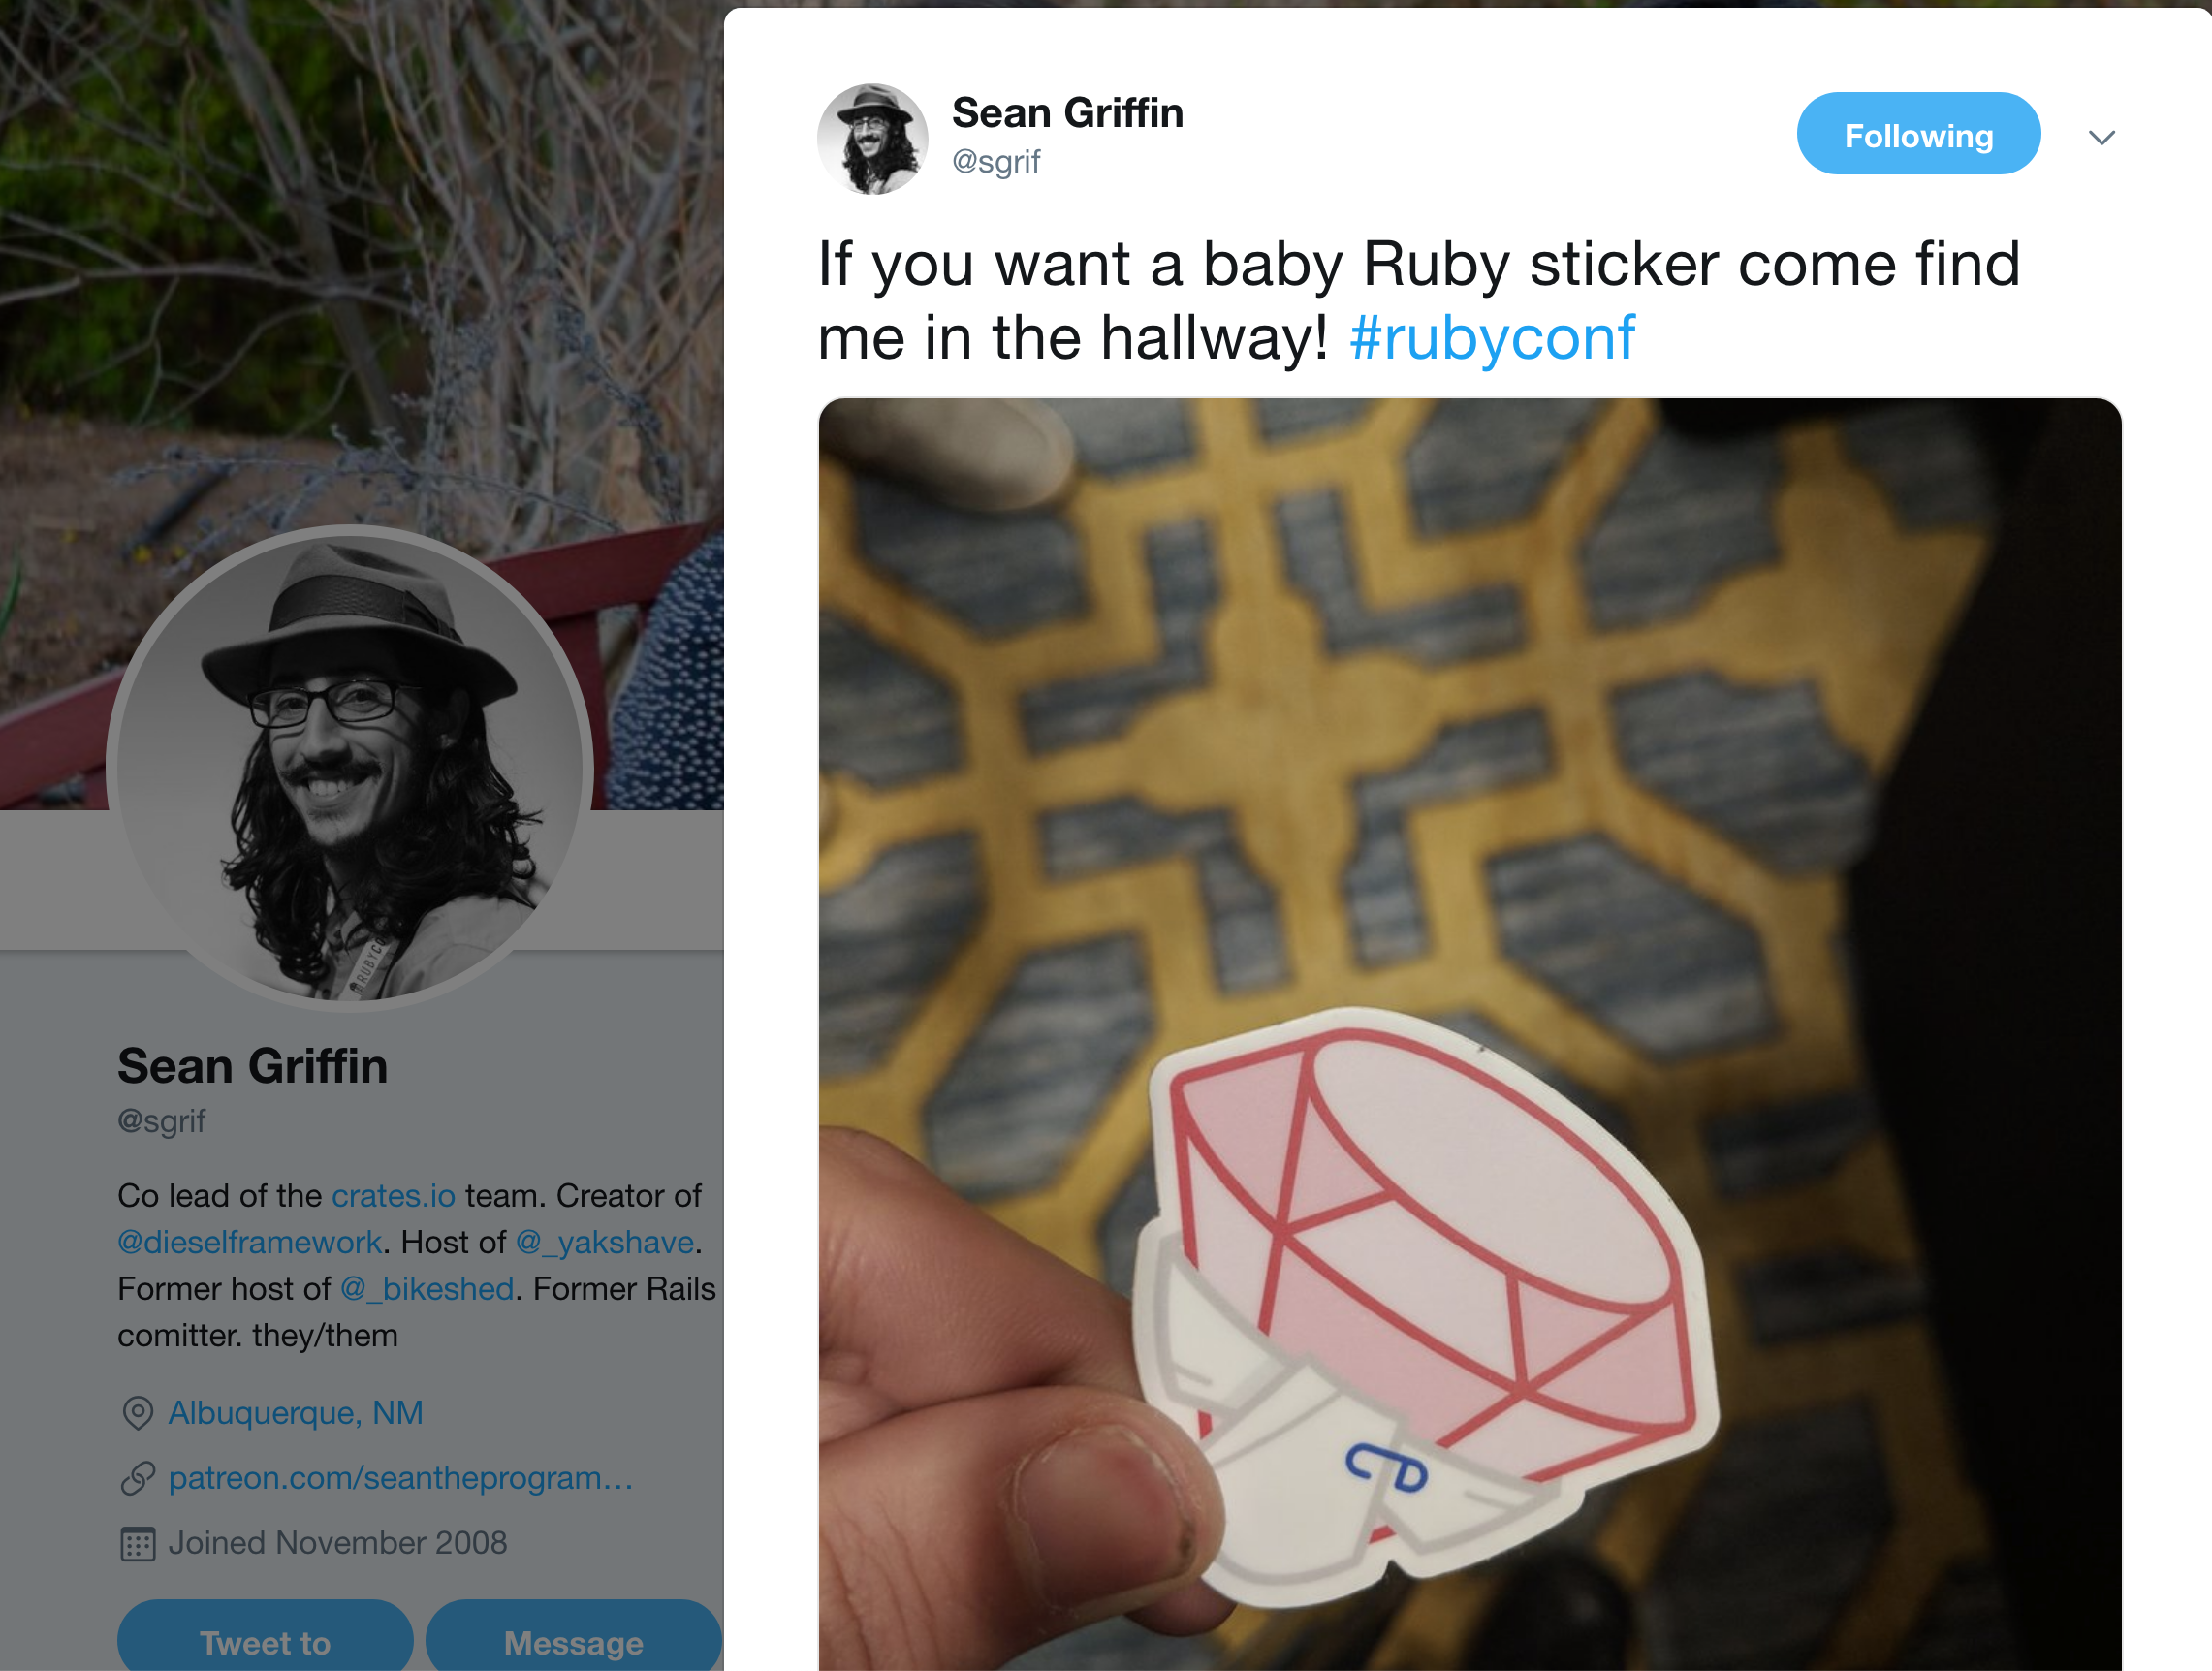 Sean Griffin
@sgrif
Following
If you want a baby Ruby sticker come find
me in the hallway! #rubyconf
RUBYCO
Sean Griffin
@sgrif
Co lead of the crates.io team. Creator of
@dieselframework. Host of @_yakshave.
Former host of @_bikeshed. Former Rails
comitter. they/them
Albuquerque, NM
patreon.com/seantheprogram…
Joined November 2008
Tweet to
Message